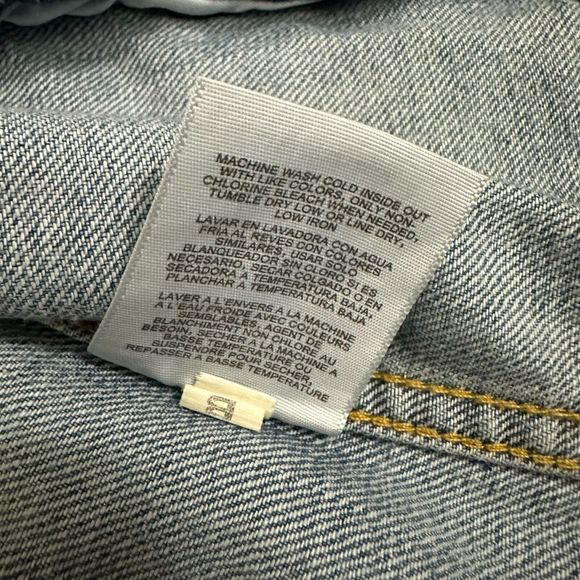 MACHINE WASH COLD INSIDE OUT
WITH LIKE COLORS, ONLY NON-
CHLORINE BLEACH WHEN NEEDED,
TUMBLE DRY LOW OR LINE DRY,
LOW IRON
LAVAR EN LAVADORA CON AGUA
FRIA AL REVES CON COLORES
SIMILARES, USAR SOLO
BLANQUEADOR SIN CLORO SI ES
NECESARIO, SECAR COLGADO O EN
SECADORA A TEMPERATURA BAJA,
PLANCHAR A TEMPERATURA BAJA
LAVER A L'ENVERS A LA MACHINE
A L'EAU FROIDE AVEC COULEURS
SEMBLABLES, AGENT DE
BLANCHIMENT NON CHLORE AU
BESOIN, SECHER A LA MACHINE A
BASSE TEMPERATURE OU
SUSPENDRE POUR SECHER,
REPASSER A BASSE TEMPERATURE
B